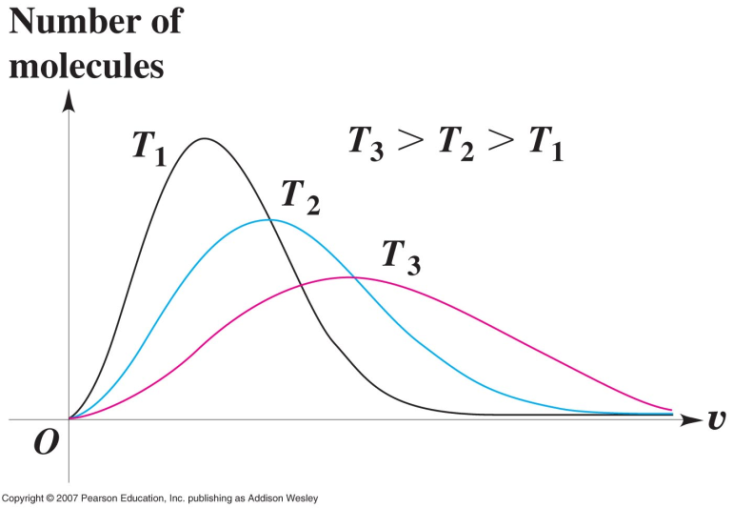 Number of
molecules
T₁
T₃ > T₂ > T₁
T₂
T₃
v
O
Copyright © 2007 Pearson Education, Inc. publishing as Addison Wesley